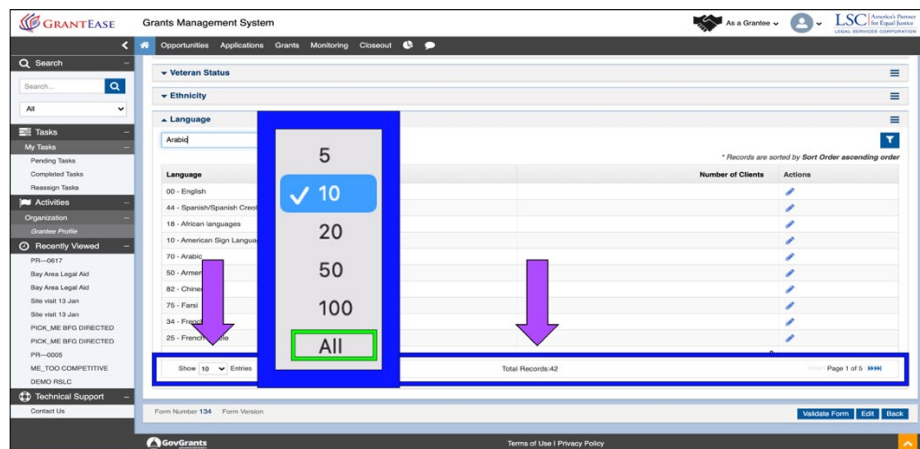 GRANTEASE Grants Management System As a Grantee LSC America's Partner for Equal Justice LEGAL SERVICES CORPORATION
Opportunities Applications Grants Monitoring Closeout
Search
Search...
All
Tasks
My Tasks
Pending Tasks
Completed Tasks
Reassign Tasks
Activities
Organization
Grantee Profile
Recently Viewed
PR---0617
Bay Area Legal Aid
Bay Area Legal Aid
Site visit 13 Jan
Site visit 13 Jan
PICK_ME BFG DIRECTED
PICK_ME BFG DIRECTED
PR---0005
ME_TOO COMPETITIVE
DEMO RSLC
Technical Support
Contact Us
Veteran Status
Ethnicity
Language
Arabic
* Records are sorted by Sort Order ascending order
Language Number of Clients Actions
00 - English
44 - Spanish/Spanish Creol
18 - African languages
10 - American Sign Langua
70 - Arabic
50 - Armen
82 - Chine
75 - Farsi
34 - French
25 - French
5
10
20
50
100
All
Show 10 Entries Total Records:42 Page 1 of 5
Form Number 134 Form Version Validate Form Edit Back
GovGrants Terms of Use I Privacy Policy